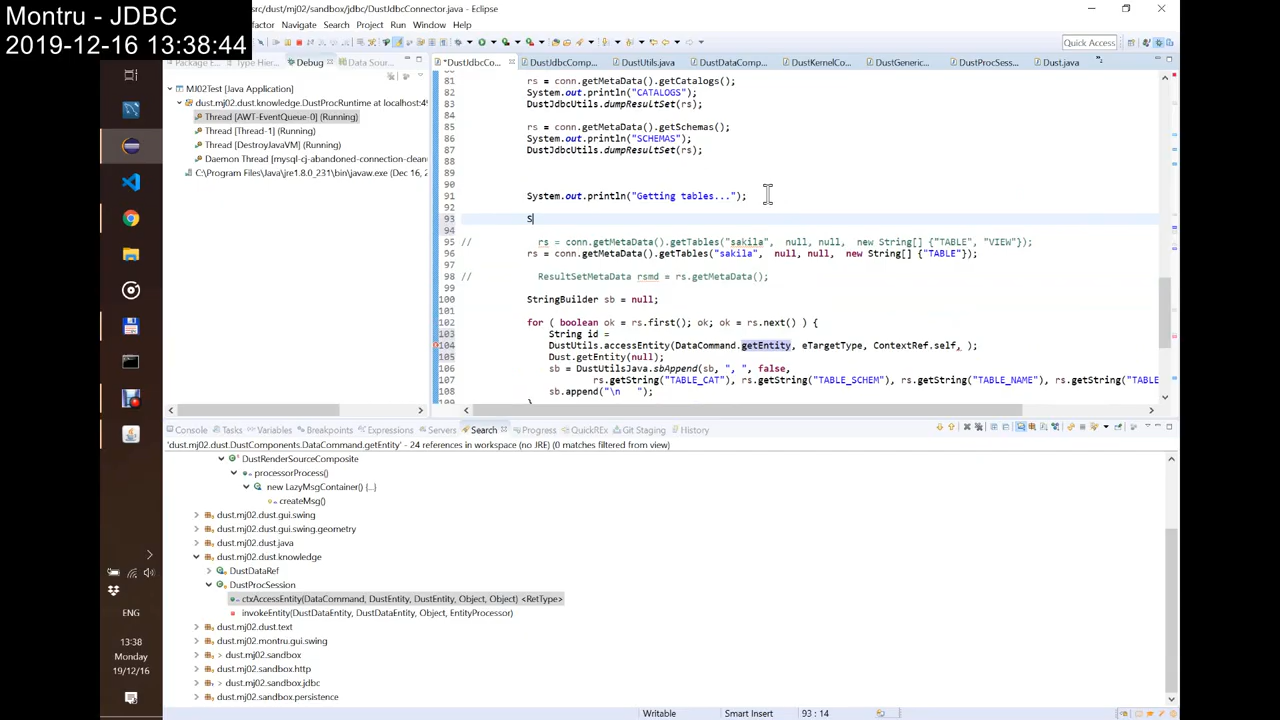 Montru - JDBC
2019-12-16 13:38:44
src/dust/mj02/sandbox/jdbc/DustJdbcConnector.java - Eclipse
efactor Navigate Search Project Run Window Help
Quick Access
Package E Type Hier... Debug Data Sour...
*DustJdbcCo... DustJdbcComp... DustUtils.java DustDataComp... DustKernelCo... DustGeneric... DustProcSess... Dust.java
MJ02Test [Java Application]
dust.mj02.dust.knowledge.DustProcRuntime at localhost:49
Thread [AWT-EventQueue-0] (Running)
Thread [Thread-1] (Running)
Thread [DestroyJavaVM] (Running)
Daemon Thread [mysql-cj-abandoned-connection-clean
C:\Program Files\Java\jre1.8.0_231\bin\javaw.exe (Dec 16, 2
81 rs = conn.getMetaData().getCatalogs();
82 System.out.println("CATALOGS");
83 DustJdbcUtils.dumpResultSet(rs);
84
85 rs = conn.getMetaData().getSchemas();
86 System.out.println("SCHEMAS");
87 DustJdbcUtils.dumpResultSet(rs);
88
89
90
91 System.out.println("Getting tables...");
92
93 S
94
95 // rs = conn.getMetaData().getTables("sakila", null, null, new String[] {"TABLE", "VIEW"});
96 rs = conn.getMetaData().getTables("sakila", null, null, new String[] {"TABLE"});
97
98 // ResultSetMetaData rsmd = rs.getMetaData();
99
100 StringBuilder sb = null;
101
102 for ( boolean ok = rs.first(); ok; ok = rs.next() ) {
103 String id =
104 DustUtils.accessEntity(DataCommand.getEntity, eTargetType, ContextRef.self, );
105 Dust.getEntity(null);
106 sb = DustUtilsJava.sbAppend(sb, ", ", false,
107 rs.getString("TABLE_CAT"), rs.getString("TABLE_SCHEM"), rs.getString("TABLE_NAME"), rs.getString("TABLE
108 sb.append("\n ");
109 }
Console Tasks Variables Breakpoints Expressions Servers Search Progress QuickREx Git Staging History
'dust.mj02.dust.DustComponents.DataCommand.getEntity' - 24 references in workspace (no JRE) (0 matches filtered from view)
DustRenderSourceComposite
processorProcess()
new LazyMsgContainer() {...}
createMsg()
dust.mj02.dust.gui.swing
dust.mj02.dust.gui.swing.geometry
dust.mj02.dust.java
dust.mj02.dust.knowledge
DustDataRef
DustProcSession
ctxAccessEntity(DataCommand, DustEntity, DustEntity, Object, Object) <RetType>
invokeEntity(DustDataEntity, DustDataEntity, Object, EntityProcessor)
dust.mj02.dust.text
dust.mj02.montru.gui.swing
> dust.mj02.sandbox
dust.mj02.sandbox.http
> dust.mj02.sandbox.jdbc
dust.mj02.sandbox.persistence
ENG
13:38
Monday
19/12/16
Writable Smart Insert 93 : 14